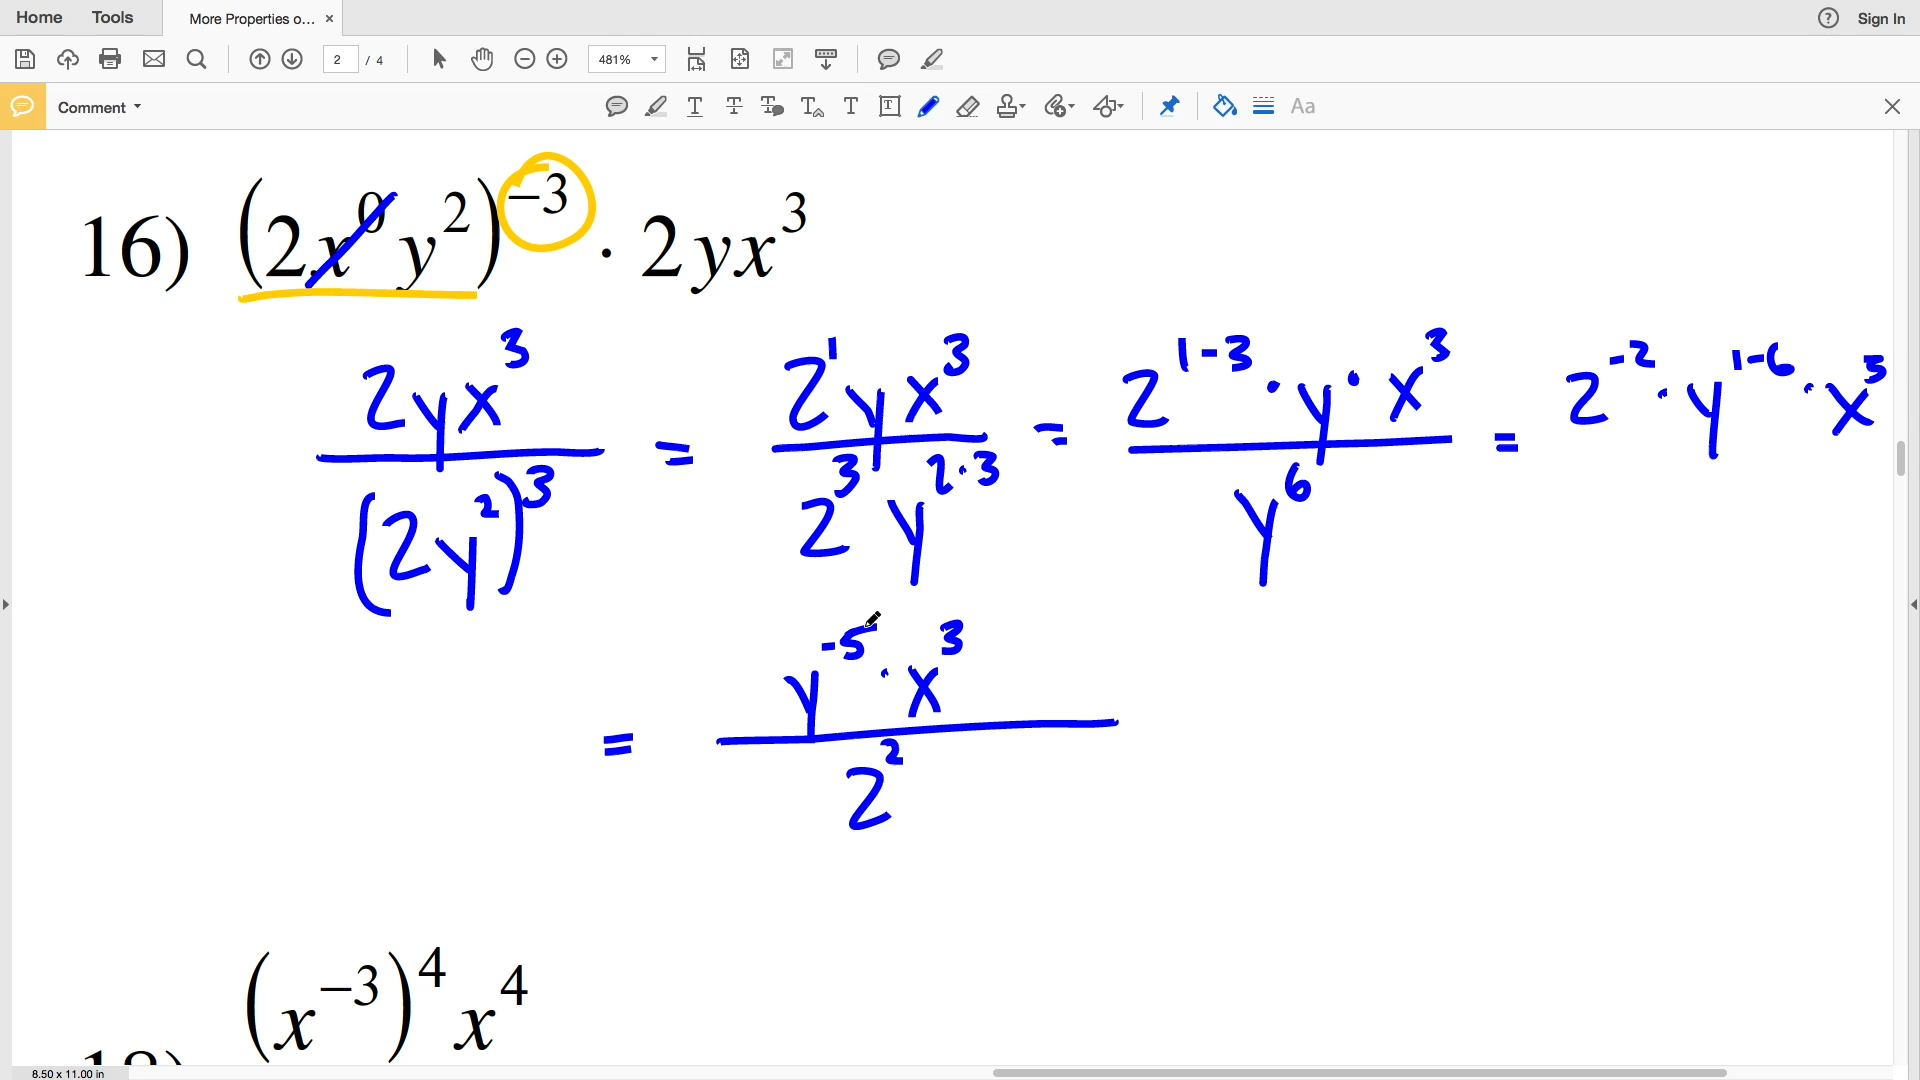 Home Tools More Properties o... × ? Sign In
2 / 4 481%
Comment T T T T T T Aa
16) (2x⁰y²)⁻³ · 2yx³
2yx³ / (2y²)³ = 2¹yx³ / 2³y²·³ = 2¹⁻³ · y · x³ / y⁶ = 2⁻² · y¹⁻⁶ · x³
= y⁻⁵ · x³ / 2²
(x⁻³)⁴x⁴
18)
8.50 x 11.00 in